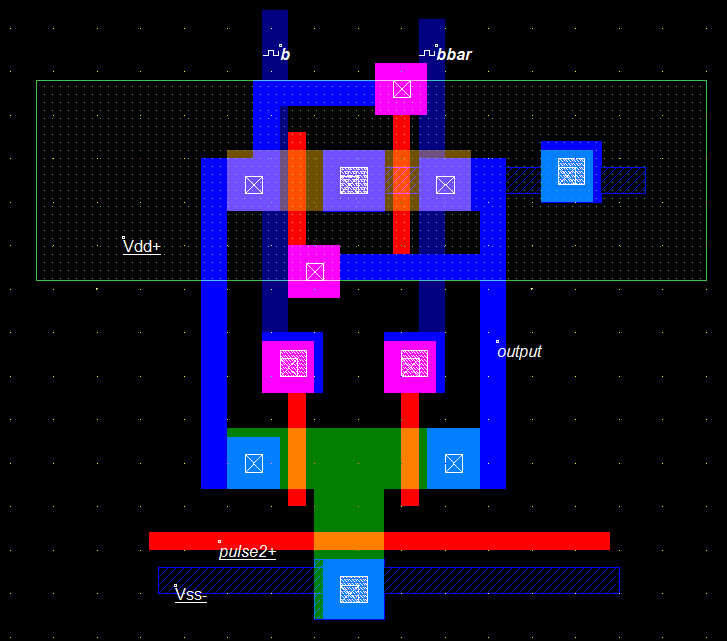 b
bbar
Vdd+
output
pulse2+
Vss-